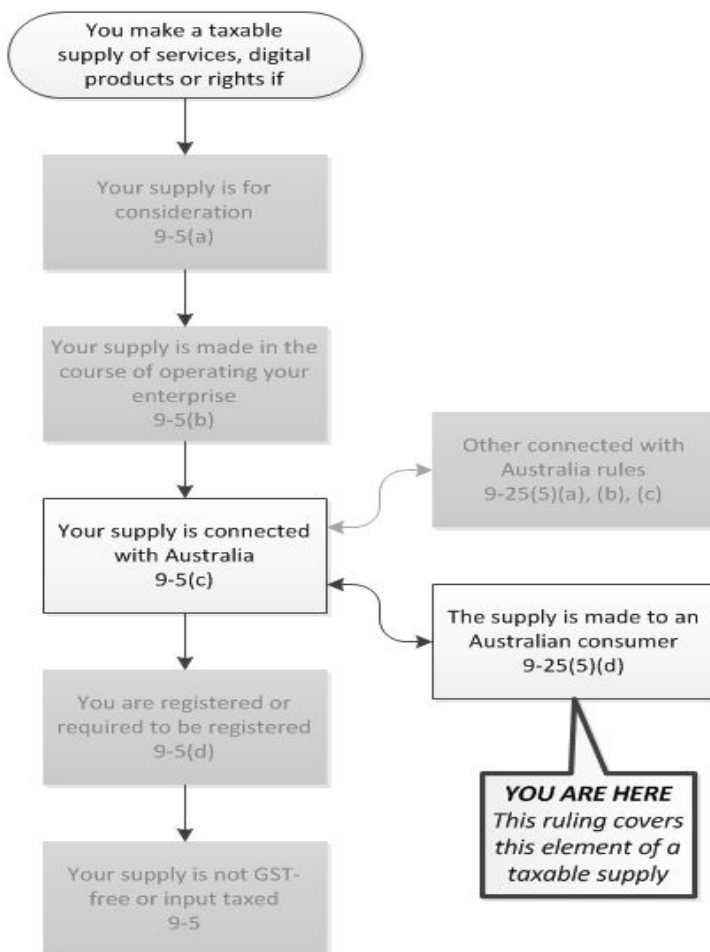 You make a taxable
supply of services, digital
products or rights if
Your supply is for
consideration
9-5(a)
Your supply is made in the
course of operating your
enterprise
9-5(b)
Other connected with
Australia rules
9-25(5)(a), (b), (c)
Your supply is connected
with Australia
9-5(c)
The supply is made to an
Australian consumer
9-25(5)(d)
You are registered or
required to be registered
9-5(d)
YOU ARE HERE
This ruling covers
this element of a
taxable supply
Your supply is not GST-
free or input taxed
9-5